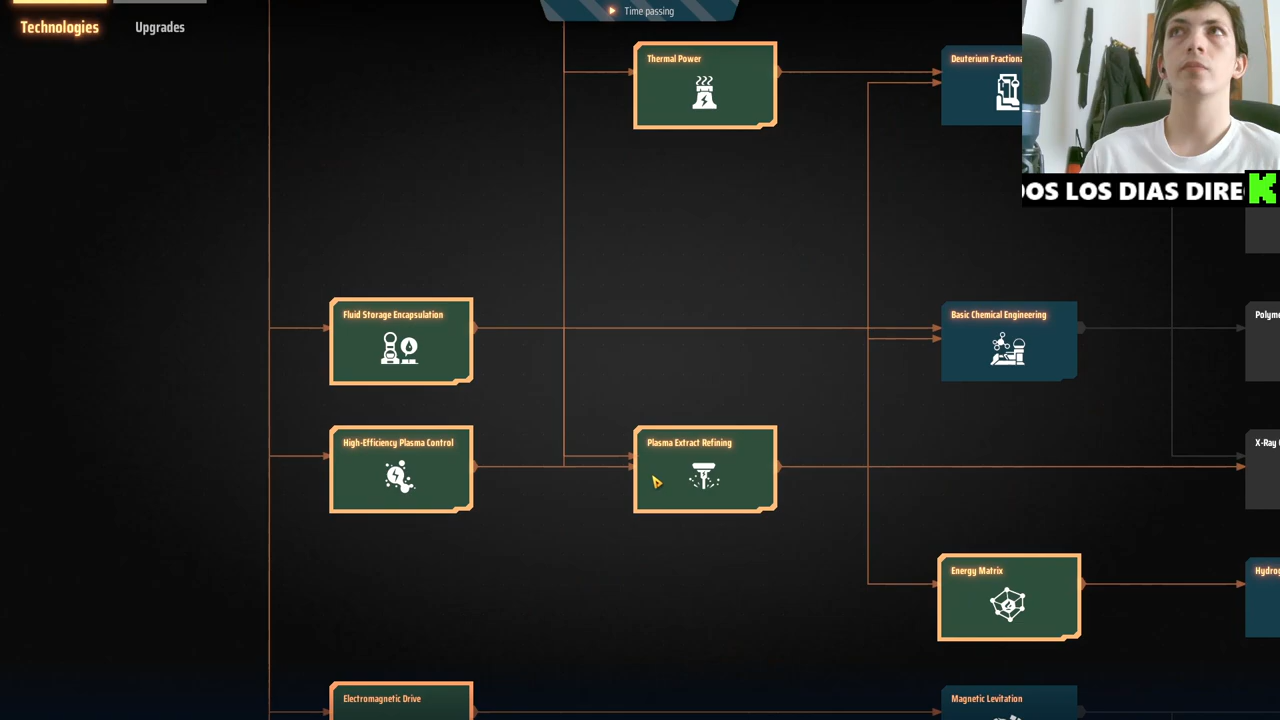 Technologies
Upgrades
Time passing
Thermal Power
Deuterium Fractiona
OS LOS DIAS DIRE
Fluid Storage Encapsulation
Basic Chemical Engineering
Polyme
High-Efficiency Plasma Control
Plasma Extract Refining
X-Ray
Energy Matrix
Hydrog
Electromagnetic Drive
Magnetic Levitation